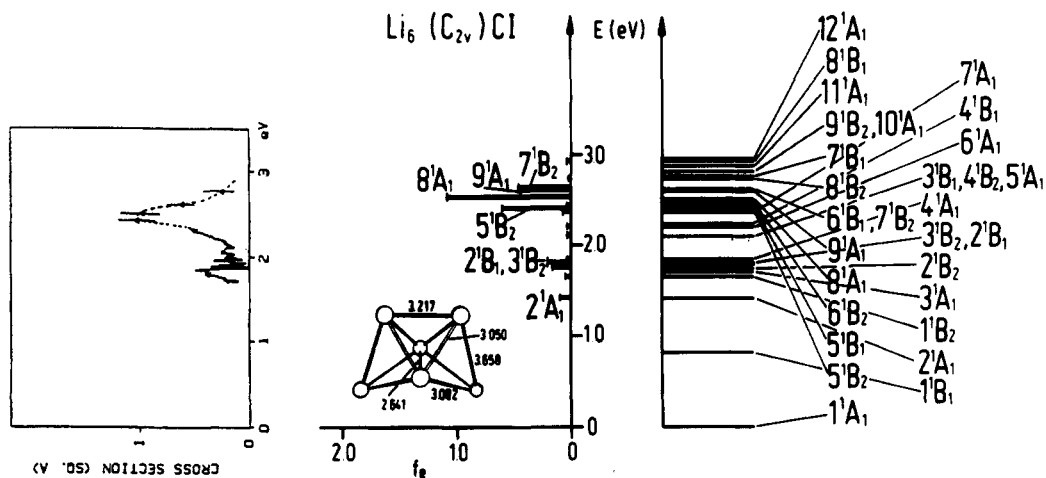 Li₆ (C₂ᵥ)CI
E (eV)
12¹A₁
8¹B₁
11¹A₁
7¹A₁
9¹B₂,10¹A₁
4¹B₁
7¹B₁
6¹A₁
8¹B₂
3¹B₁,4¹B₂,5¹A₁
6¹B₁,7¹B₂
4¹A₁
9¹A₁
3¹B₂,2¹B₁
8¹A₁
2¹B₂
6¹B₂
3¹A₁
5¹B₁
1¹B₂
5¹B₂
2¹A₁
1¹B₁
1¹A₁
30
20
10
0
7¹B₂
9¹A₁
8¹A₁
5¹B₂
2¹B₁,3¹B₂
2¹A₁
3.217
3.050
3.658
3.082
2.641
2.0
1.0
0
fₑ
eV
3
2
1
0
1
0
CROSS SECTION (SQ. A)